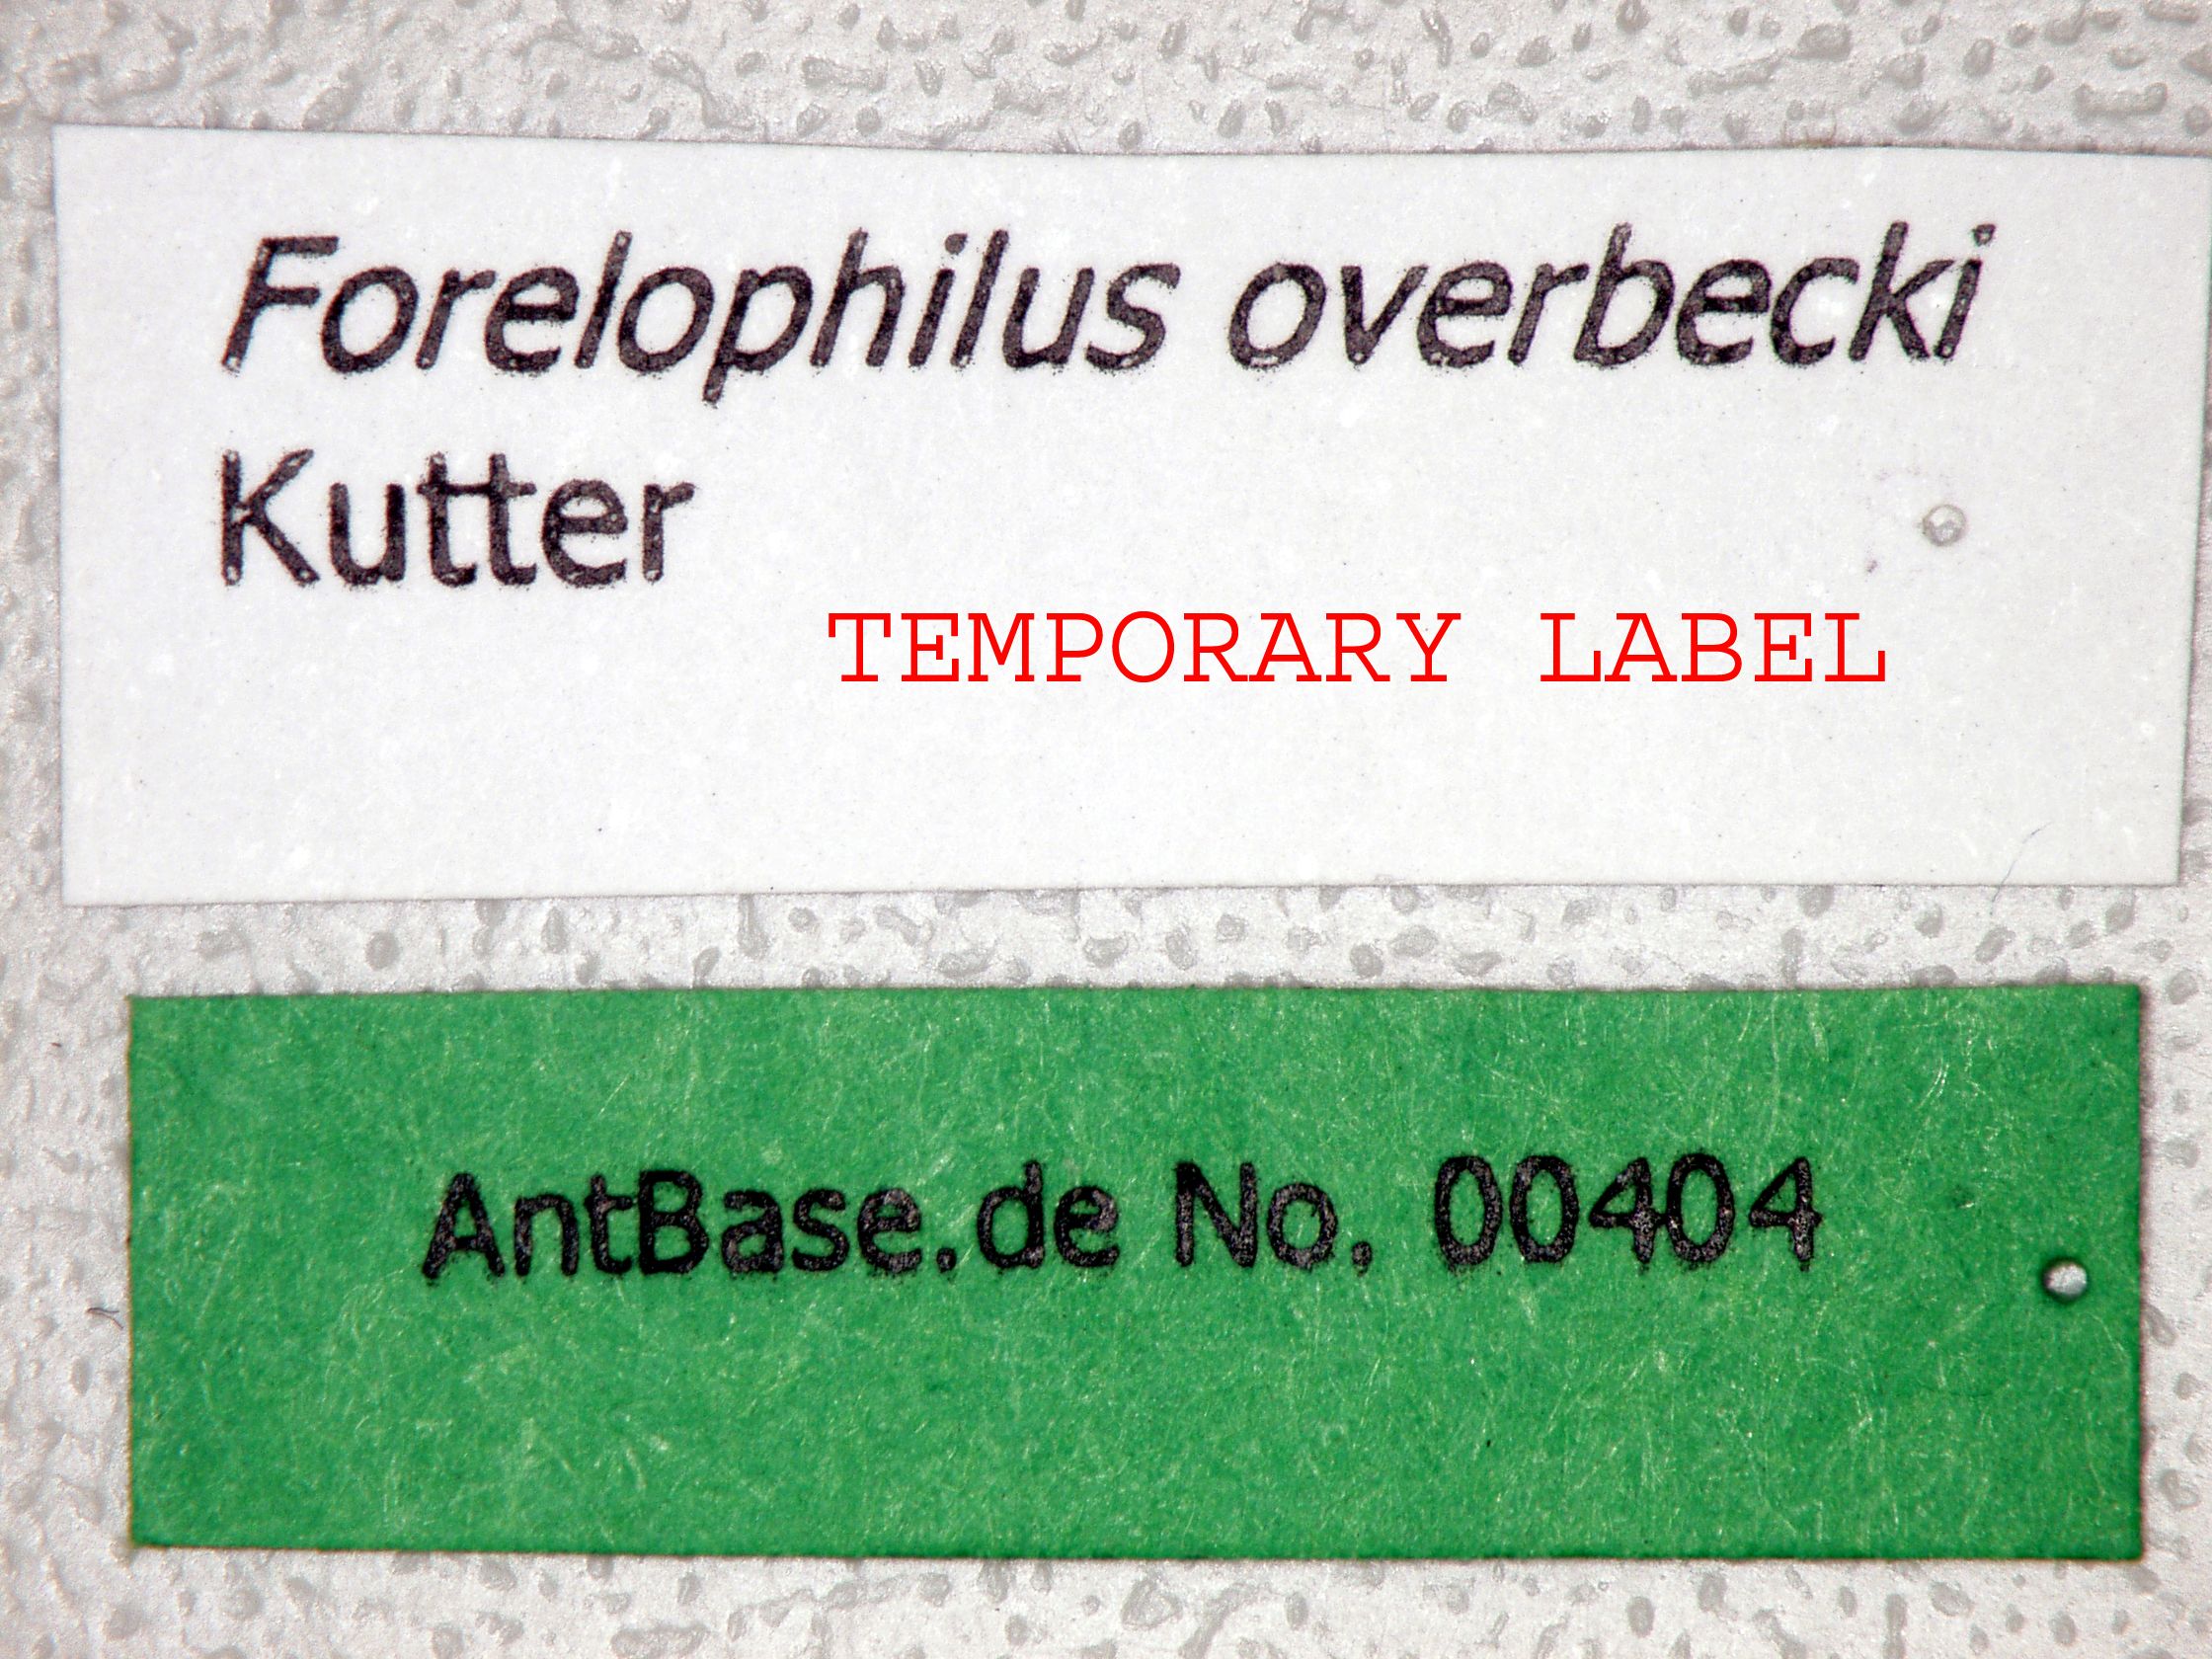 Forelophilus overbecki
Kutter
TEMPORARY LABEL
AntBase.de No. 00404